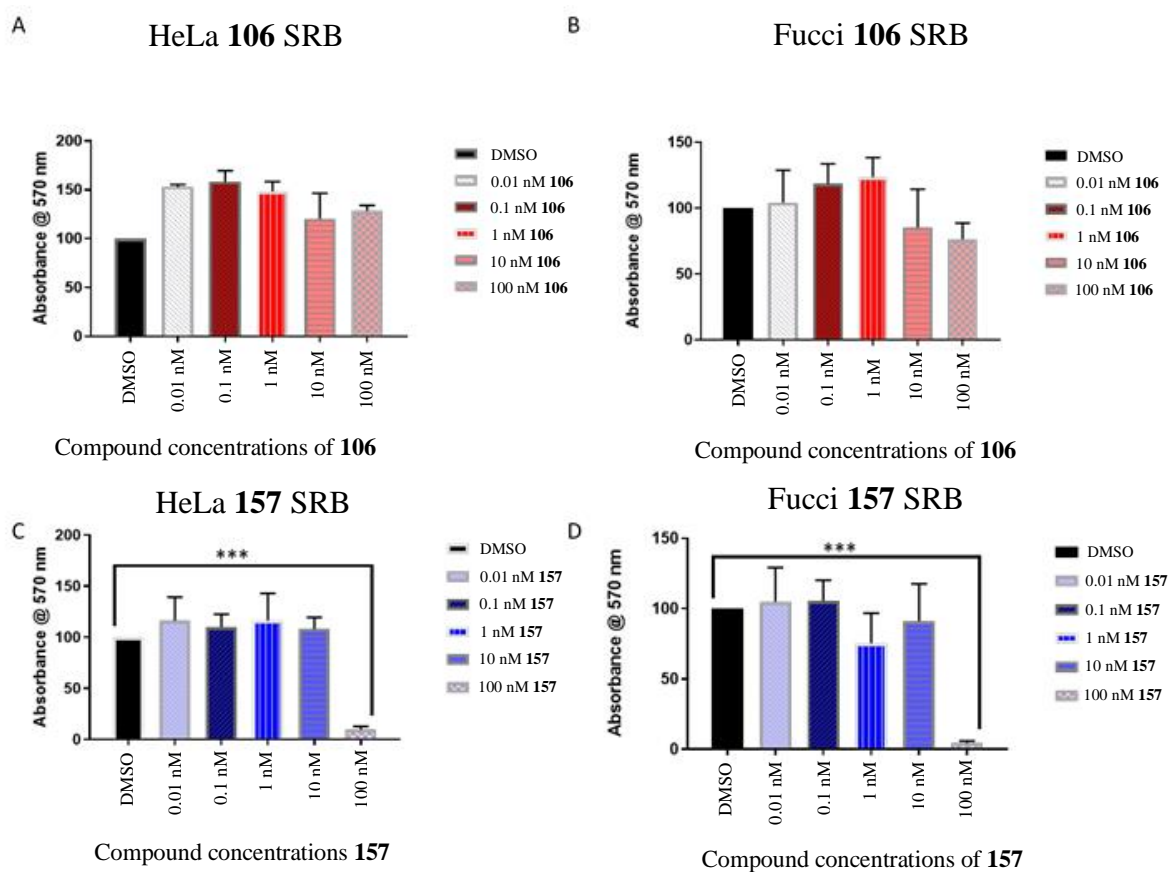 A
HeLa 106 SRB
Absorbance @ 570 nm
200
150
100
50
0
DMSO
0.01 nM
0.1 nM
1 nM
10 nM
100 nM
DMSO
0.01 nM 106
0.1 nM 106
1 nM 106
10 nM 106
100 nM 106
Compound concentrations of 106
B
Fucci 106 SRB
Absorbance @ 570 nm
150
100
50
0
DMSO
0.01 nM
0.1 nM
1 nM
10 nM
100 nM
DMSO
0.01 nM 106
0.1 nM 106
1 nM 106
10 nM 106
100 nM 106
Compound concentrations of 106
HeLa 157 SRB
C
Absorbance @ 570 nm
200
150
100
50
0
***
DMSO
0.01 nM
0.1 nM
1 nM
10 nM
100 nM
DMSO
0.01 nM 157
0.1 nM 157
1 nM 157
10 nM 157
100 nM 157
Compound concentrations 157
Fucci 157 SRB
D
Absorbance @ 570 nm
150
100
50
0
***
DMSO
0.01 nM
0.1 nM
1 nM
10 nM
100 nM
DMSO
0.01 nM 157
0.1 nM 157
1 nM 157
10 nM 157
100 nM 157
Compound concentrations of 157